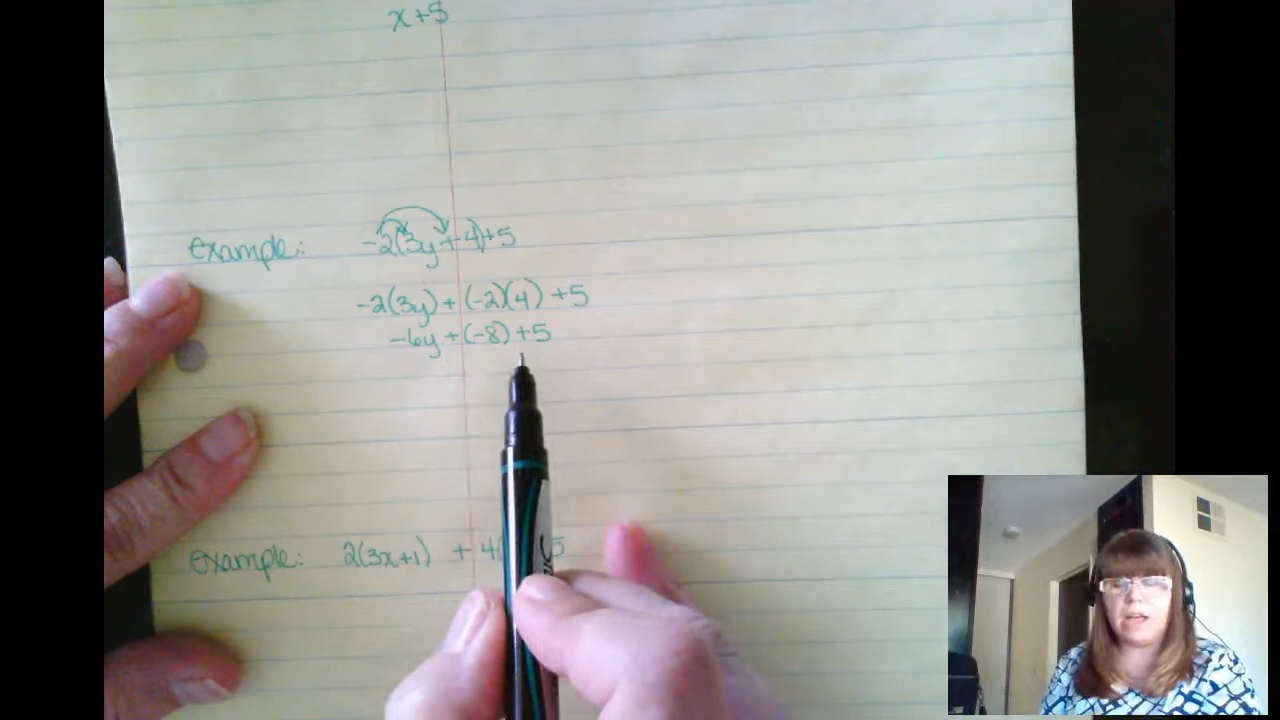 x+5
example: -2(3y+4)+5
-2(3y) + (-2)(4) +5
-6y +(-8) +5
example: 2(3x+1) + 4( 5